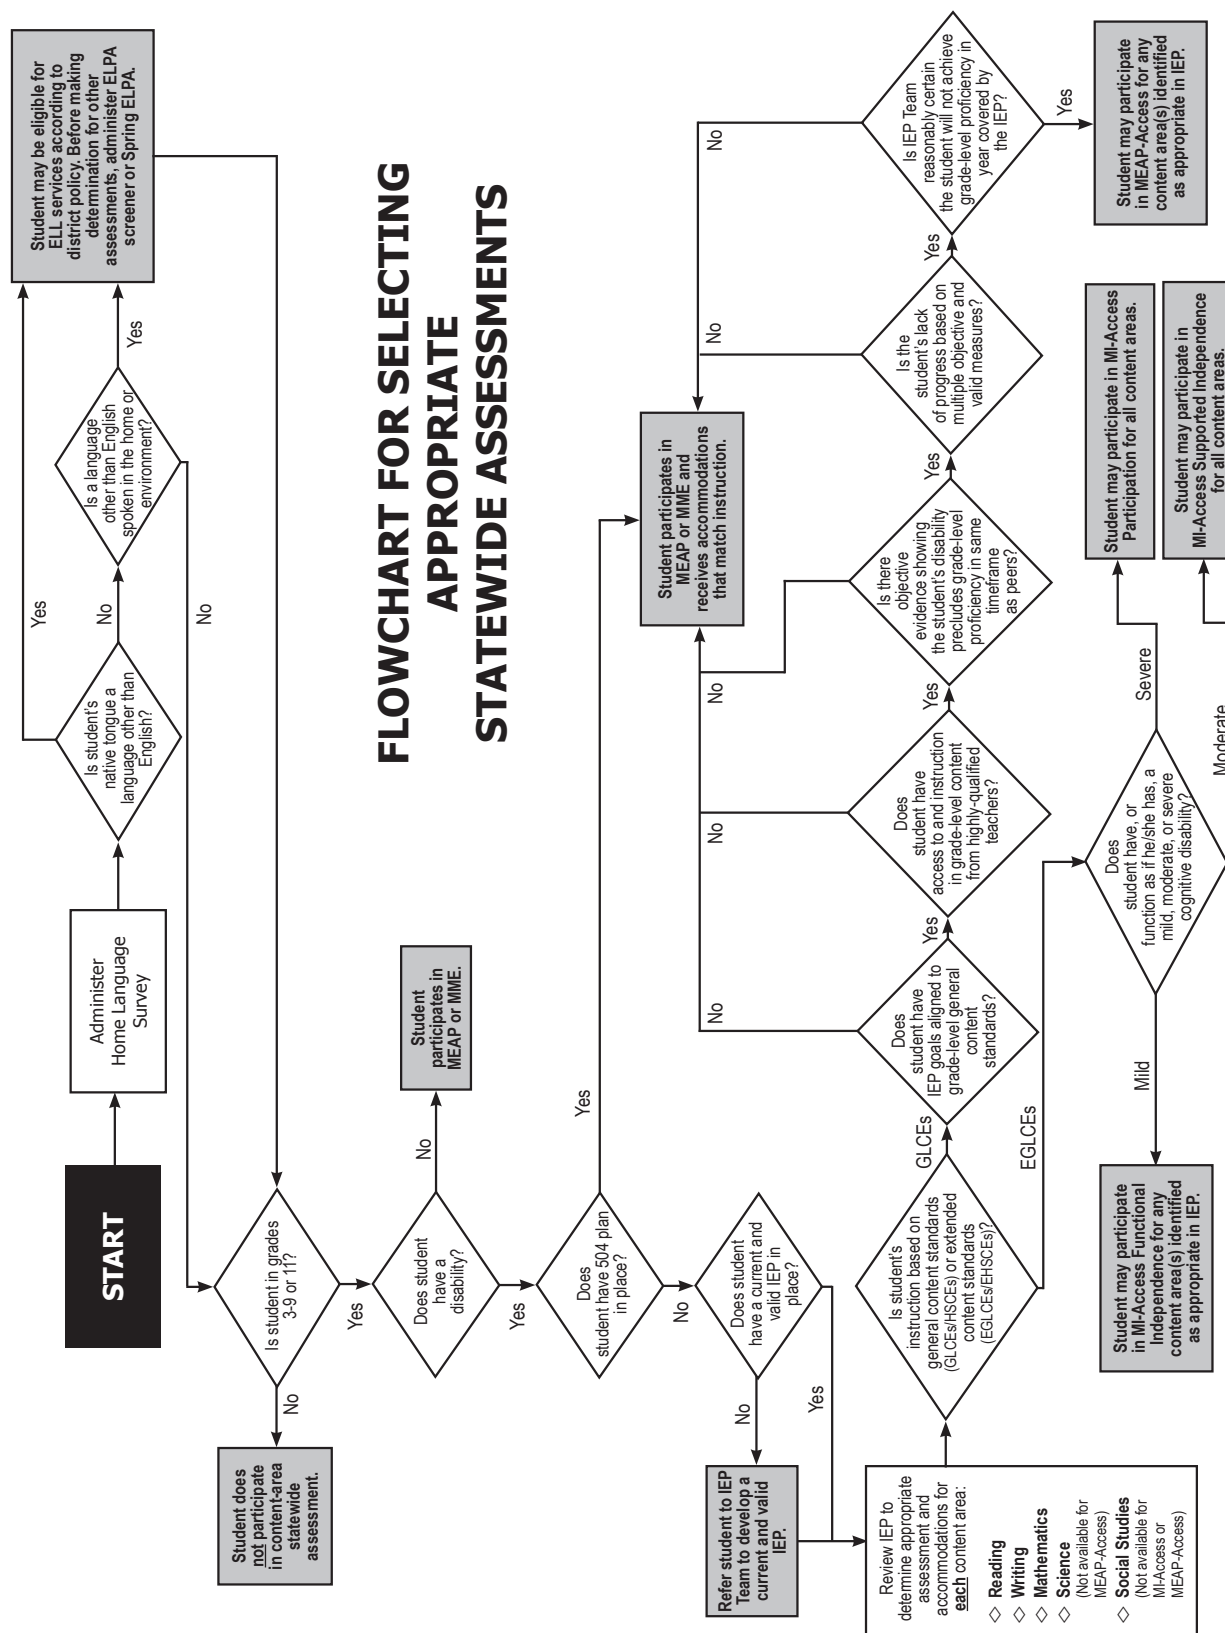 FLOWCHART FOR SELECTING
APPROPRIATE
STATEWIDE ASSESSMENTS
START
Administer
Home Language
Survey
Is student's
native tongue a
language other than
English?
Yes
No
Is a language
other than English
spoken in the home or
environment?
Yes
No
Student may be eligible for
ELL services according to
district policy. Before making
determination for other
assessments, administer ELPA
screener or Spring ELPA.
Is student in grades
3-9 or 11?
No
Student does
not participate
in content-area
statewide
assessment.
Yes
Does student
have a
disability?
No
Student
participates in
MEAP or MME.
Yes
Does
student have 504 plan
in place?
Yes
Student participates in
MEAP or MME and
receives accommodations
that match instruction.
No
Does student
have a current and
valid IEP in
place?
No
Yes
Refer student to IEP
Team to develop a
current and valid
IEP.
Review IEP to
determine appropriate
assessment and
accommodations for
each content area:
◇ Reading
◇ Writing
◇ Mathematics
◇ Science
(Not available for
MEAP-Access)
◇ Social Studies
(Not available for
MI-Access or
MEAP-Access)
Is student's
instruction based on
general content standards
(GLCEs/HSCEs) or extended
content standards
(EGLCEs/EHSCEs)?
GLCEs
EGLCEs
Does
student have
IEP goals aligned to
grade-level general
content
standards?
No
Yes
Does
student have
access to and instruction
in grade-level content
from highly-qualified
teachers?
No
Yes
Is there
objective
evidence showing
the student's disability
precludes grade-level
proficiency in same
timeframe
as peers?
No
Yes
Is the
student's lack
of progress based on
multiple objective and
valid measures?
No
Yes
Is IEP Team
reasonably certain
the student will not achieve
grade-level proficiency in
year covered by
the IEP?
No
Yes
Student may participate
in MEAP-Access for any
content area(s) identified
as appropriate in IEP.
Does
student have, or
function as if he/she has, a
mild, moderate, or severe
cognitive disability?
Mild
Student may participate
in MI-Access Functional
Independence for any
content area(s) identified
as appropriate in IEP.
Severe
Student may participate in MI-Access
Participation for all content areas.
Moderate
Student may participate in
MI-Access Supported Independence
for all content areas.